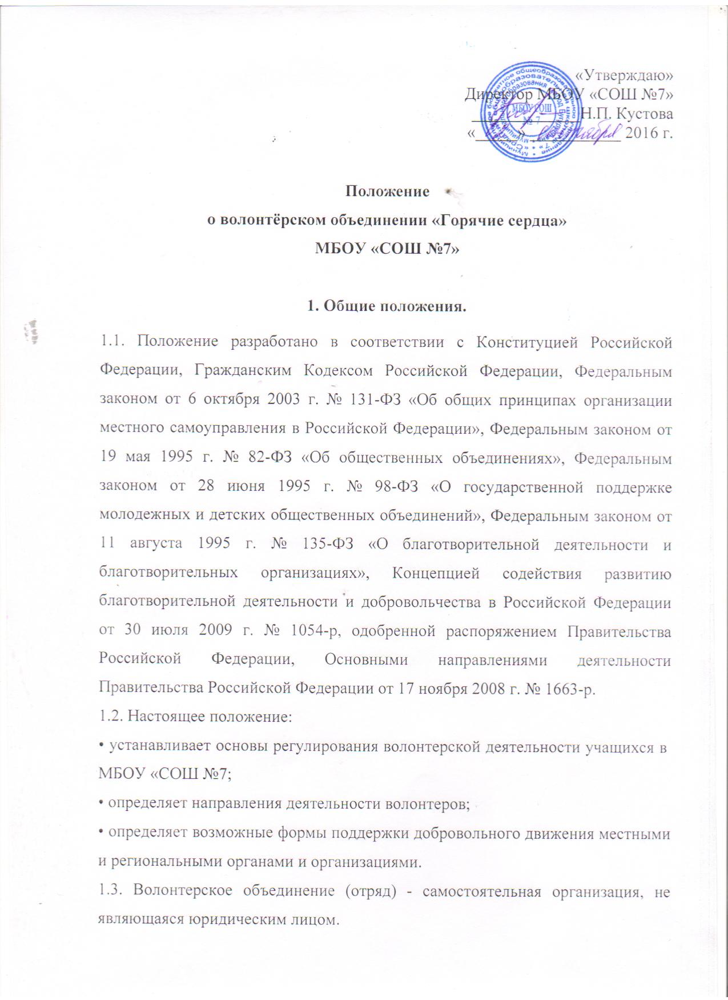 «Утверждаю»
Директор МБОУ «СОШ №7»
Н.П. Кустова
«____» сентября 2016 г.
МБОУ СОШ
№ 7
Положение
о волонтёрском объединении «Горячие сердца»
МБОУ «СОШ №7»
1. Общие положения.
1.1. Положение разработано в соответствии с Конституцией Российской
Федерации, Гражданским Кодексом Российской Федерации, Федеральным
законом от 6 октября 2003 г. № 131-ФЗ «Об общих принципах организации
местного самоуправления в Российской Федерации», Федеральным законом от
19 мая 1995 г. № 82-ФЗ «Об общественных объединениях», Федеральным
законом от 28 июня 1995 г. № 98-ФЗ «О государственной поддержке
молодежных и детских общественных объединений», Федеральным законом от
11 августа 1995 г. № 135-ФЗ «О благотворительной деятельности и
благотворительных организациях», Концепцией содействия развитию
благотворительной деятельности и добровольчества в Российской Федерации
от 30 июля 2009 г. № 1054-р, одобренной распоряжением Правительства
Российской Федерации, Основными направлениями деятельности
Правительства Российской Федерации от 17 ноября 2008 г. № 1663-р.
1.2. Настоящее положение:
• устанавливает основы регулирования волонтерской деятельности учащихся в
МБОУ «СОШ №7;
• определяет направления деятельности волонтеров;
• определяет возможные формы поддержки добровольного движения местными
и региональными органами и организациями.
1.3. Волонтерское объединение (отряд) - самостоятельная организация, не
являющаяся юридическим лицом.